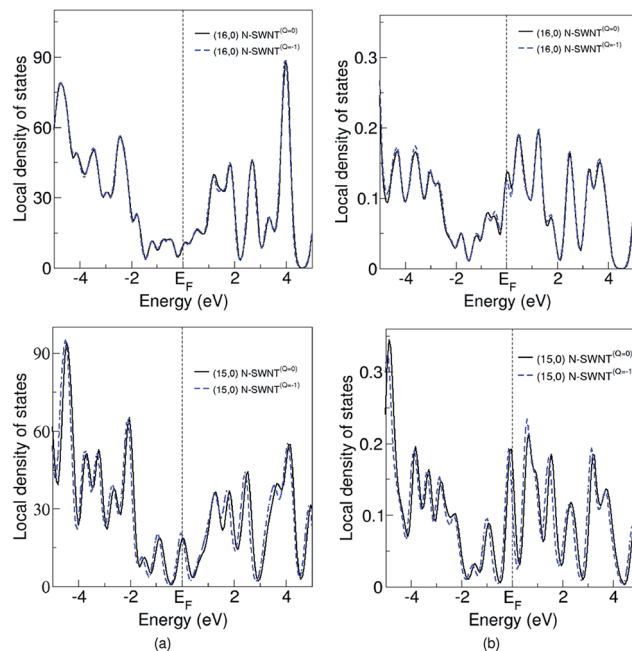 90
60
30
0
Local density of states
(16,0) N-SWNT(Q=0)
(16,0) N-SWNT(Q=-1)
-4 -2 E_F 2 4
Energy (eV)
0.3
0.2
0.1
0
Local density of states
(16,0) N-SWNT(Q=0)
(16,0) N-SWNT(Q=-1)
-4 -2 E_F 2 4
Energy (eV)
90
60
30
0
Local density of states
(15,0) N-SWNT(Q=0)
(15,0) N-SWNT(Q=-1)
-4 -2 E_F 2 4
Energy (eV)
(a)
0.3
0.2
0.1
0
Local density of states
(15,0) N-SWNT(Q=0)
(15,0) N-SWNT(Q=-1
-4 -2 E_F 2 4
Energy (eV)
(b)